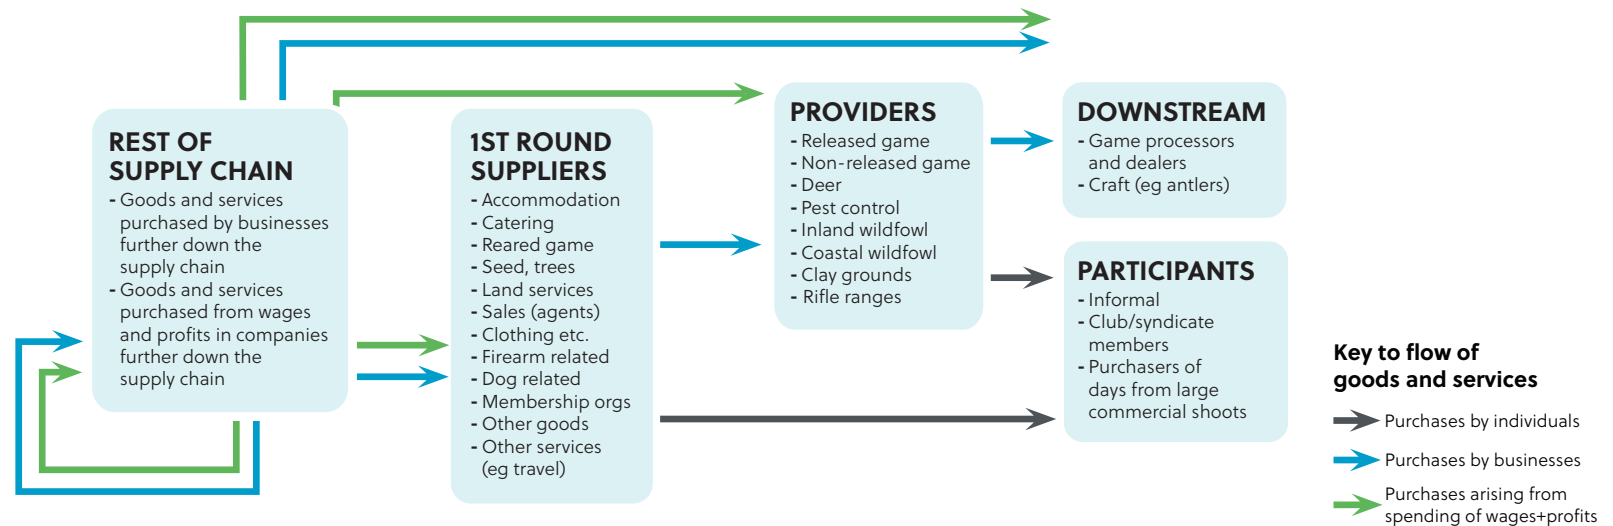 REST OF
SUPPLY CHAIN
- Goods and services
purchased by businesses
further down the
supply chain
- Goods and services
purchased from wages
and profits in companies
further down the
supply chain
1ST ROUND
SUPPLIERS
- Accommodation
- Catering
- Reared game
- Seed, trees
- Land services
- Sales (agents)
- Clothing etc.
- Firearm related
- Dog related
- Membership orgs
- Other goods
- Other services
(eg travel)
PROVIDERS
- Released game
- Non-released game
- Deer
- Pest control
- Inland wildfowl
- Coastal wildfowl
- Clay grounds
- Rifle ranges
DOWNSTREAM
- Game processors
and dealers
- Craft (eg antlers)
PARTICIPANTS
- Informal
- Club/syndicate
members
- Purchasers of
days from large
commercial shoots
Key to flow of
goods and services
Purchases by individuals
Purchases by businesses
Purchases arising from
spending of wages+profits